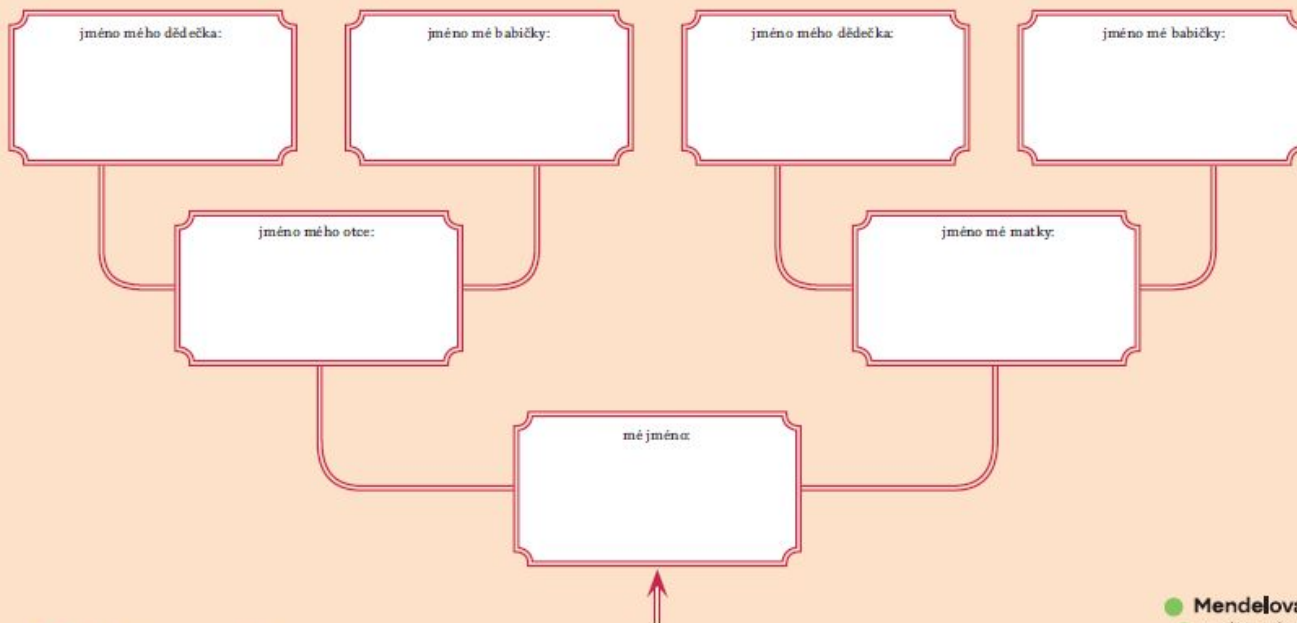 jméno mého dědečka:
jméno mé babičky:
jméno mého dědečka:
jméno mé babičky:
jméno mého otce:
jméno mé matky:
mé jméno:
Mendelova